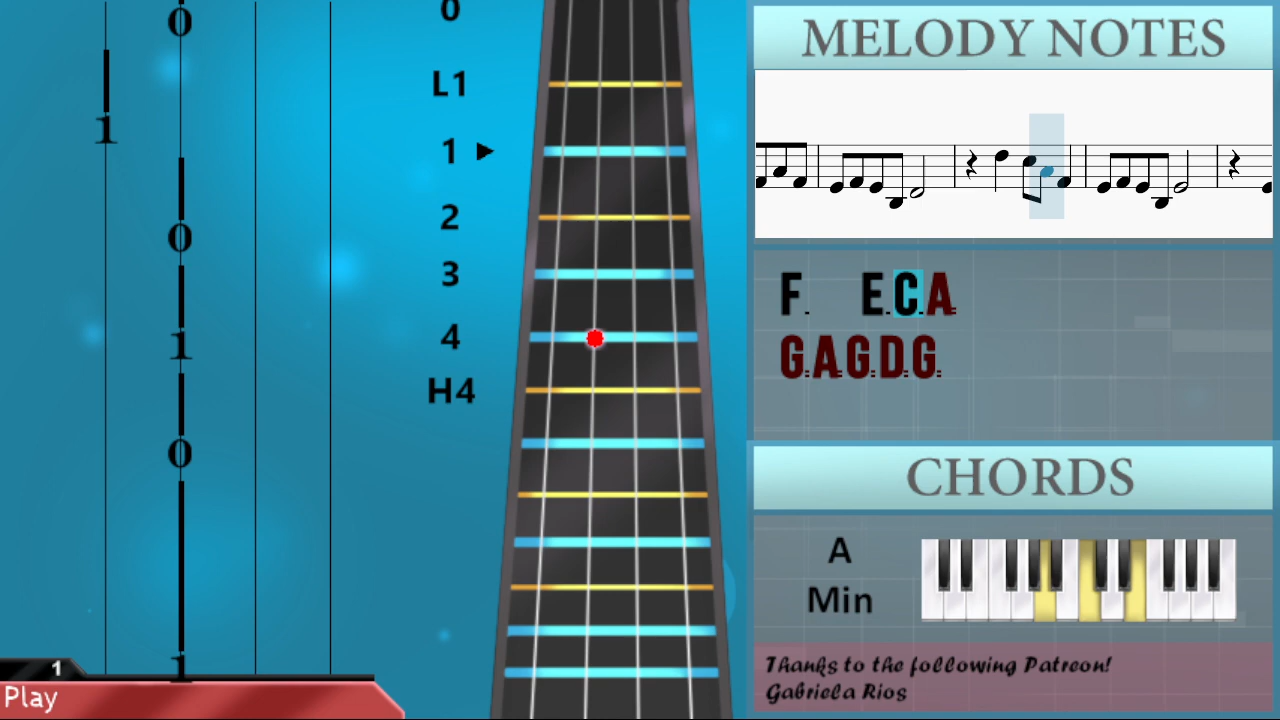 0
1
0
1
0
1
1
Play
0
L1
1
2
3
4
H4
MELODY NOTES
F. E.C.A
G.A.G.D.G.
CHORDS
A
Min
Thanks to the following Patreon!
Gabriela Rios